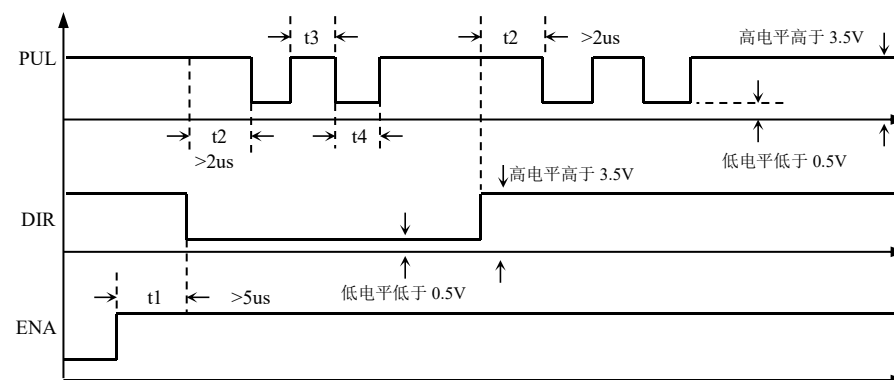 t3
t2
>2us
高电平高于 3.5V
PUL
t2
t4
>2us
低电平低于 0.5V
高电平高于 3.5V
DIR
t1
>5us
低电平低于 0.5V
ENA